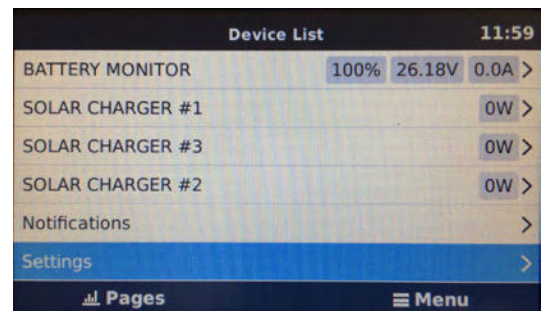 Device List 11:59
BATTERY MONITOR 100% 26.18V 0.0A >
SOLAR CHARGER #1 0W >
SOLAR CHARGER #3 0W >
SOLAR CHARGER #2 0W >
Notifications >
Settings >
Pages Menu